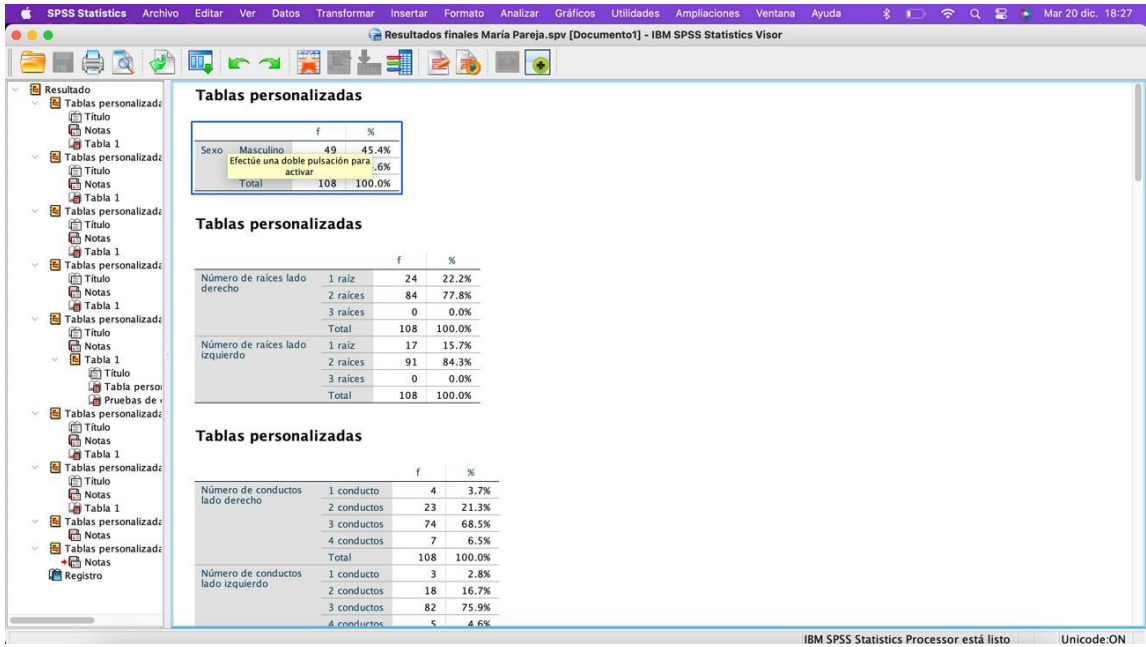 SPSS Statistics Archivo Editar Ver Datos Transformar Insertar Formato Analizar Gráficos Utilidades Ampliaciones Ventana Ayuda Mar 20 dic. 18:27
Resultados finales María Pareja.spv [Documento1] - IBM SPSS Statistics Visor
Resultado
Tablas personalizada
Título
Notas
Tabla 1
Tablas personalizada
Título
Notas
Tabla 1
Tablas personalizada
Título
Notas
Tabla 1
Tablas personalizada
Título
Notas
Tabla 1
Tablas personalizada
Título
Notas
Tabla 1
Título
Tabla perso
Pruebas de
Tablas personalizada
Título
Notas
Tabla 1
Tablas personalizada
Título
Notas
Tabla 1
Tablas personalizada
Notas
Tablas personalizada
Notas
Registro
Tablas personalizadas
f %
Sexo Masculino 49 45.4%
Efectúe una doble pulsación para
activar
.6%
Total 108 100.0%
Tablas personalizadas
f %
Número de raíces lado 1 raíz 24 22.2%
derecho 2 raíces 84 77.8%
3 raíces 0 0.0%
Total 108 100.0%
Número de raíces lado 1 raíz 17 15.7%
izquierdo 2 raíces 91 84.3%
3 raíces 0 0.0%
Total 108 100.0%
Tablas personalizadas
f %
Número de conductos 1 conducto 4 3.7%
lado derecho 2 conductos 23 21.3%
3 conductos 74 68.5%
4 conductos 7 6.5%
Total 108 100.0%
Número de conductos 1 conducto 3 2.8%
lado izquierdo 2 conductos 18 16.7%
3 conductos 82 75.9%
4 conductos 5 4.6%
IBM SPSS Statistics Processor está listo Unicode:ON